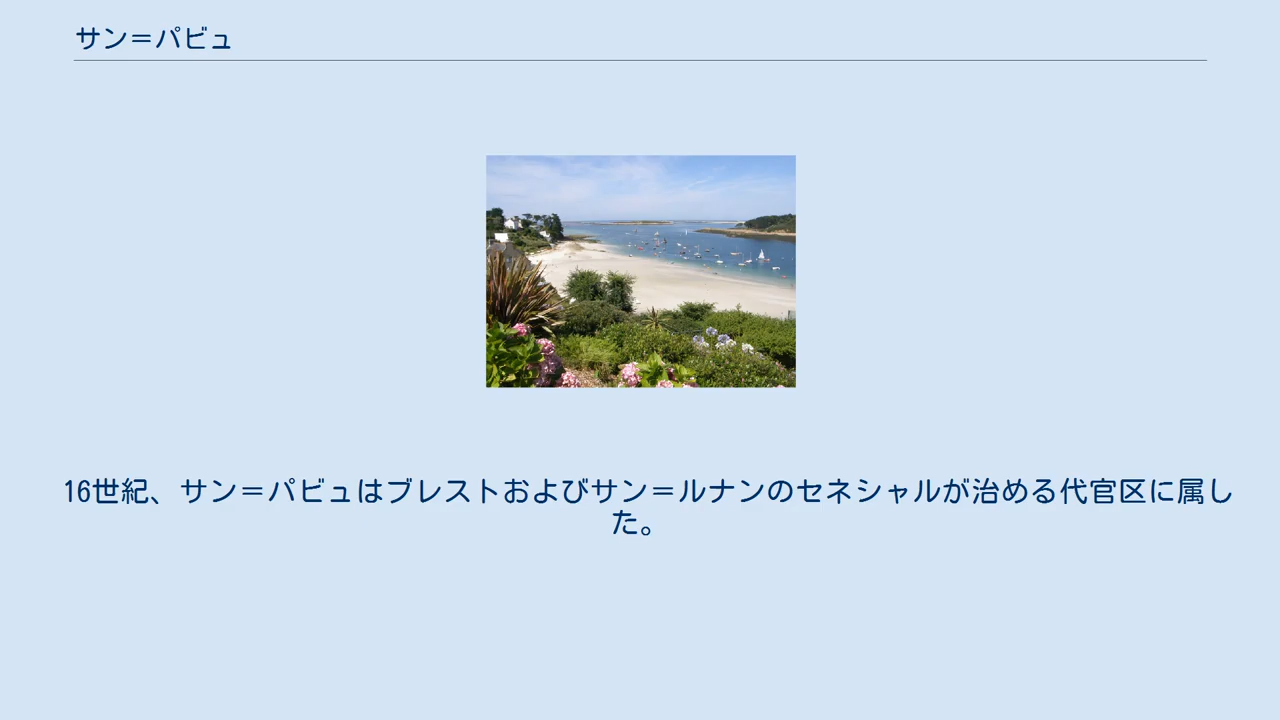 サン＝パビュ
16世紀、サン＝パビュはブレストおよびサン＝ルナンのセネシャルが治める代官区に属し
た。